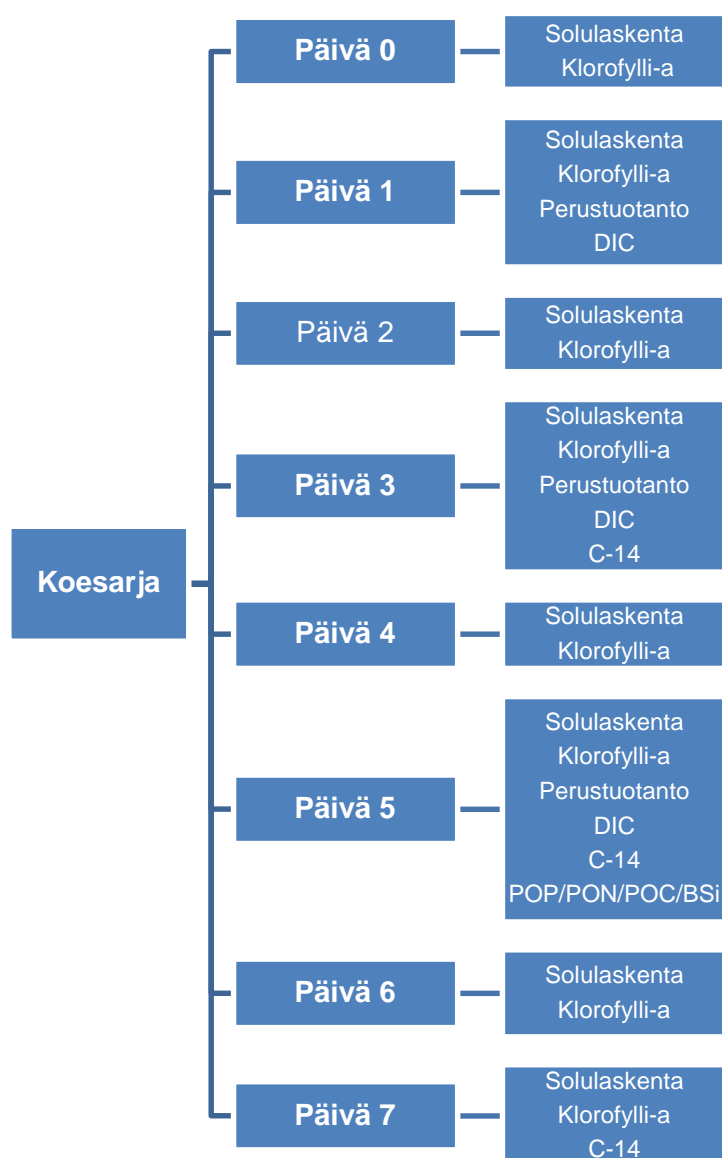 Koesarja
Päivä 0
Solulaskenta
Klorofylli-a
Päivä 1
Solulaskenta
Klorofylli-a
Perustuotanto
DIC
Päivä 2
Solulaskenta
Klorofylli-a
Päivä 3
Solulaskenta
Klorofylli-a
Perustuotanto
DIC
C-14
Päivä 4
Solulaskenta
Klorofylli-a
Päivä 5
Solulaskenta
Klorofylli-a
Perustuotanto
DIC
C-14
POP/PON/POC/BSi
Päivä 6
Solulaskenta
Klorofylli-a
Päivä 7
Solulaskenta
Klorofylli-a
C-14